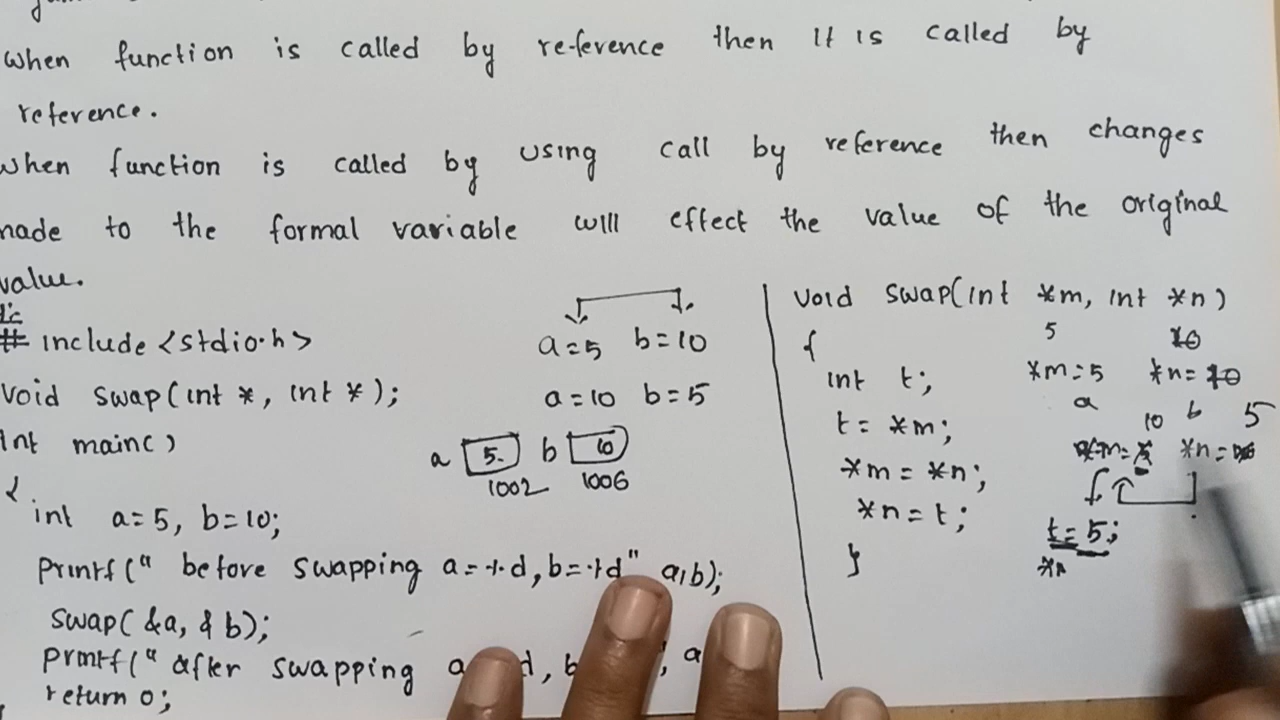 when function is called by reference then it is called by
reference.
when function is called by using call by reference then changes
made to the formal variable will effect the value of the original
value.
# include <stdio.h>
void swap(int *, int *);
int main()
{
int a=5, b=10;
printf(" before swapping a=%d, b=%d" a,b);
swap( &a, & b);
printf(" after swapping a
return 0;
a=5 b=10
a=10 b=5
a 5 b 10
1002 1006
void swap(int *m, int *n)
{
int t;
t = *m;
*m = *n;
*n = t;
}
5 10
*m=5 *n=10
a b
10 5
*m= *n=
t=5;
*n